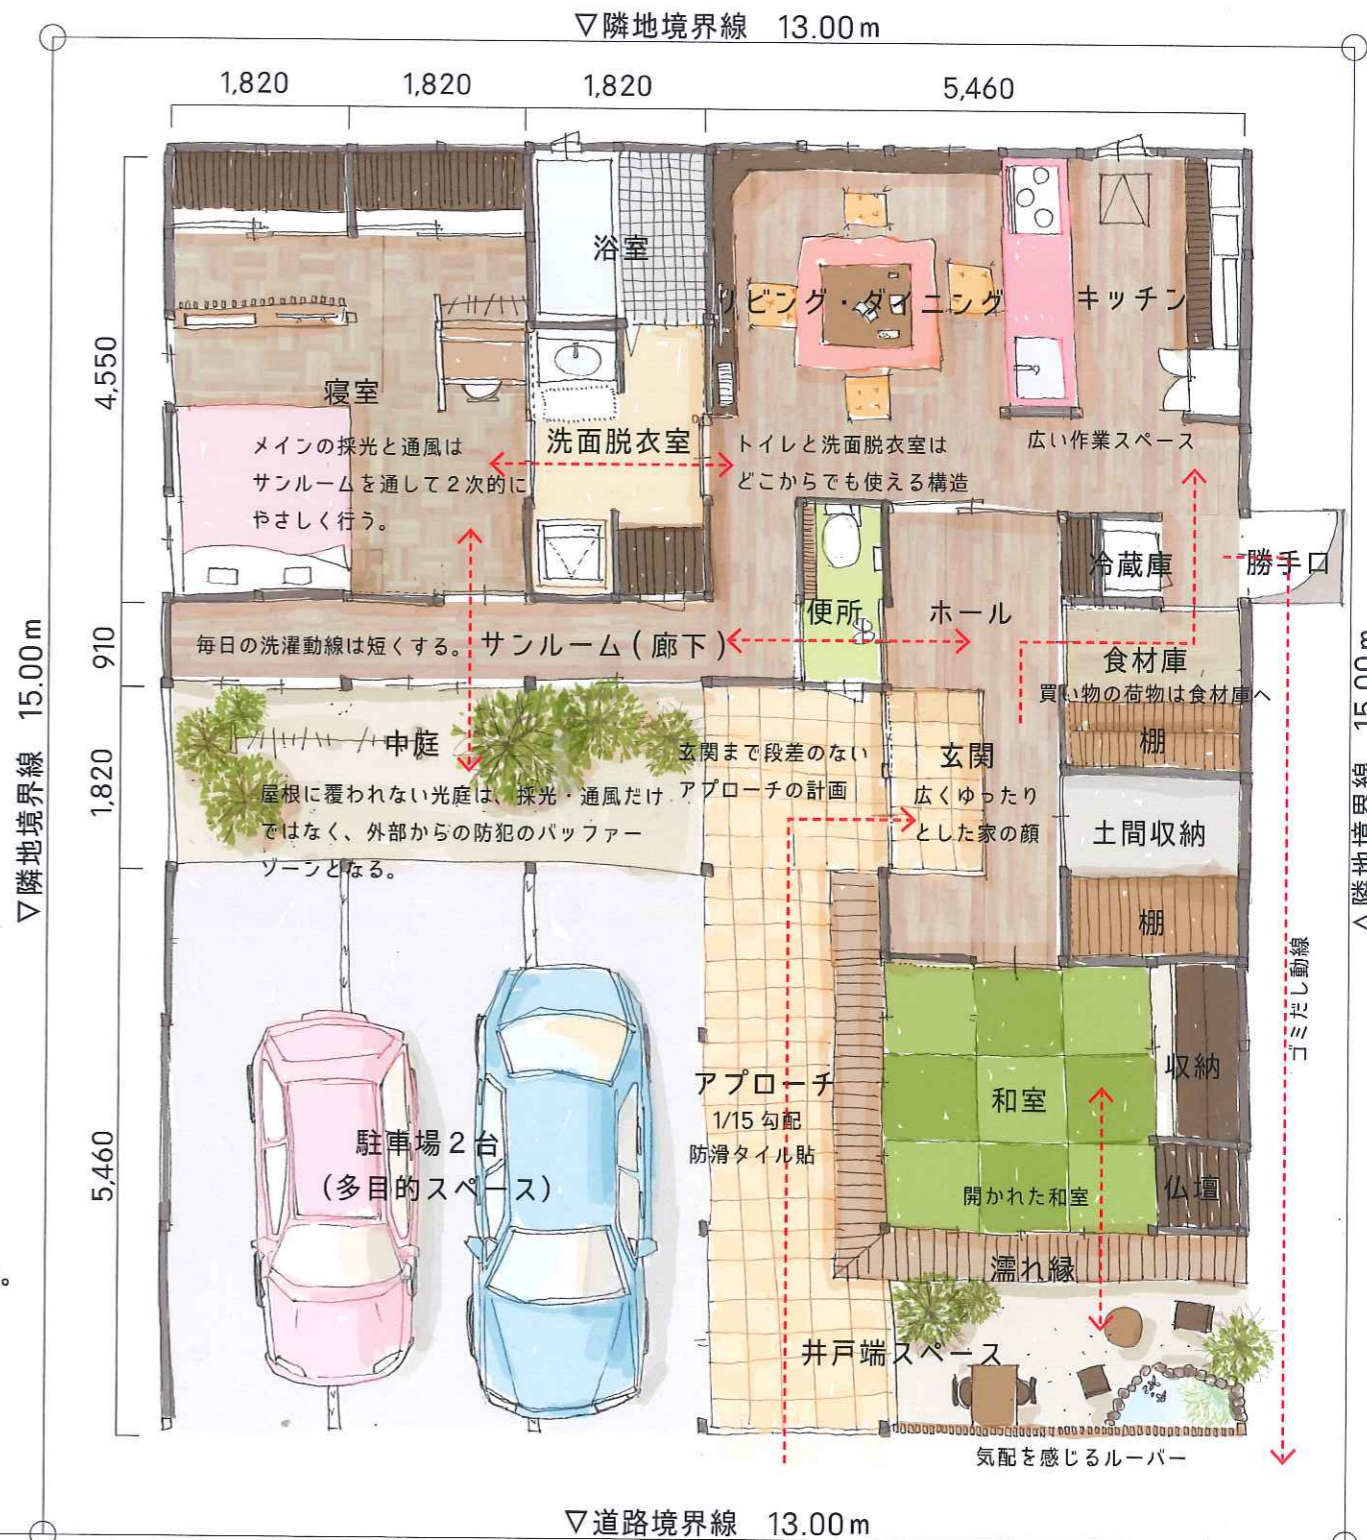 ▽隣地境界線 13.00m
1,820
1,820
1,820
5,460
4,550
910
1,820
5,460
▽隣地境界線 15.00m
浴室
リビング・ダイニング
キッチン
寝室
メインの採光と通風は
サンルームを通して2次的に
やさしく行う。
洗面脱衣室
トイレと洗面脱衣室は
どこからでも使える構造
広い作業スペース
冷蔵庫
勝手口
便所
ホール
毎日の洗濯動線は短くする。
サンルーム(廊下)
食材庫
買い物の荷物は食材庫へ
棚
中庭
屋根に覆われない光庭は、採光・通風だけ
ではなく、外部からの防犯のバッファー
ゾーンとなる。
玄関まで段差のない
アプローチの計画
玄関
広くゆったり
とした家の顔
土間収納
棚
ゴミだし動線
アプローチ
1/15 勾配
防滑タイル貼
和室
収納
駐車場2台
(多目的スペース)
開かれた和室
仏壇
濡れ縁
井戸端スペース
気配を感じるルーバー
。
▽道路境界線 13.00m
△隣地境界線 15.00m